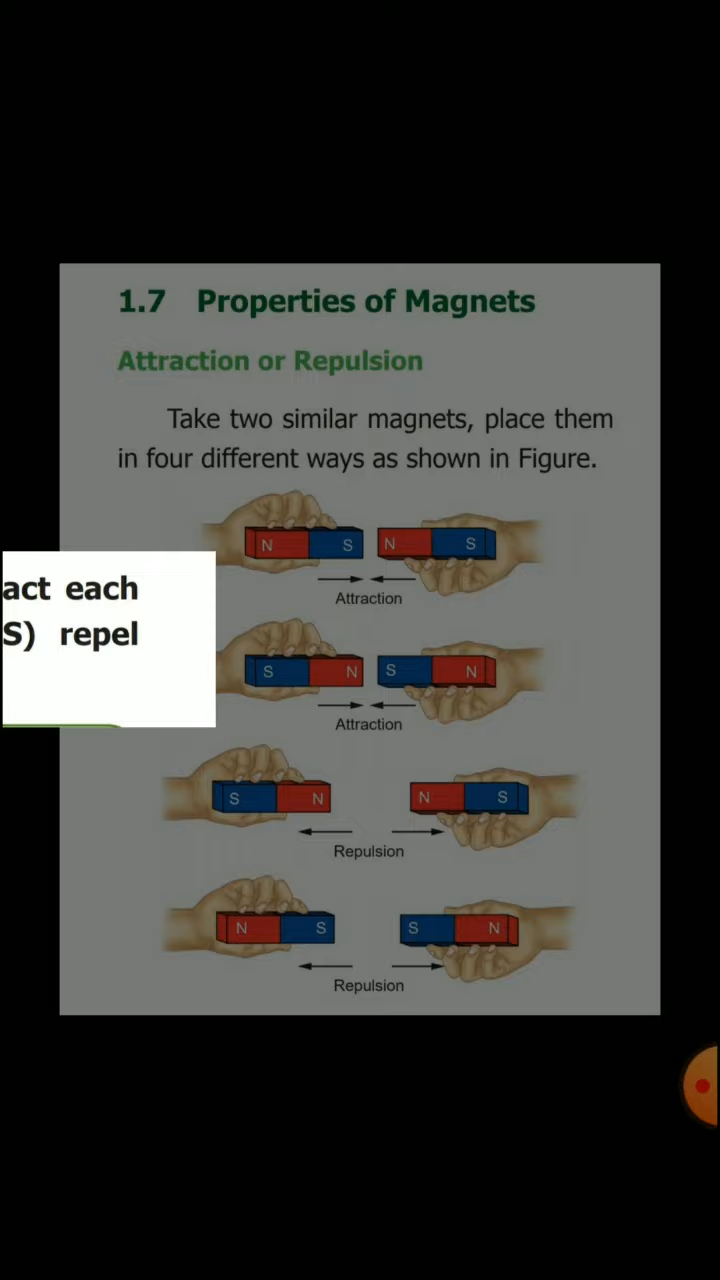 1.7 Properties of Magnets
Attraction or Repulsion
Take two similar magnets, place them
in four different ways as shown in Figure.
N S N S
Attraction
act each
S) repel
S N S N
Attraction
S N N S
Repulsion
N S S N
Repulsion